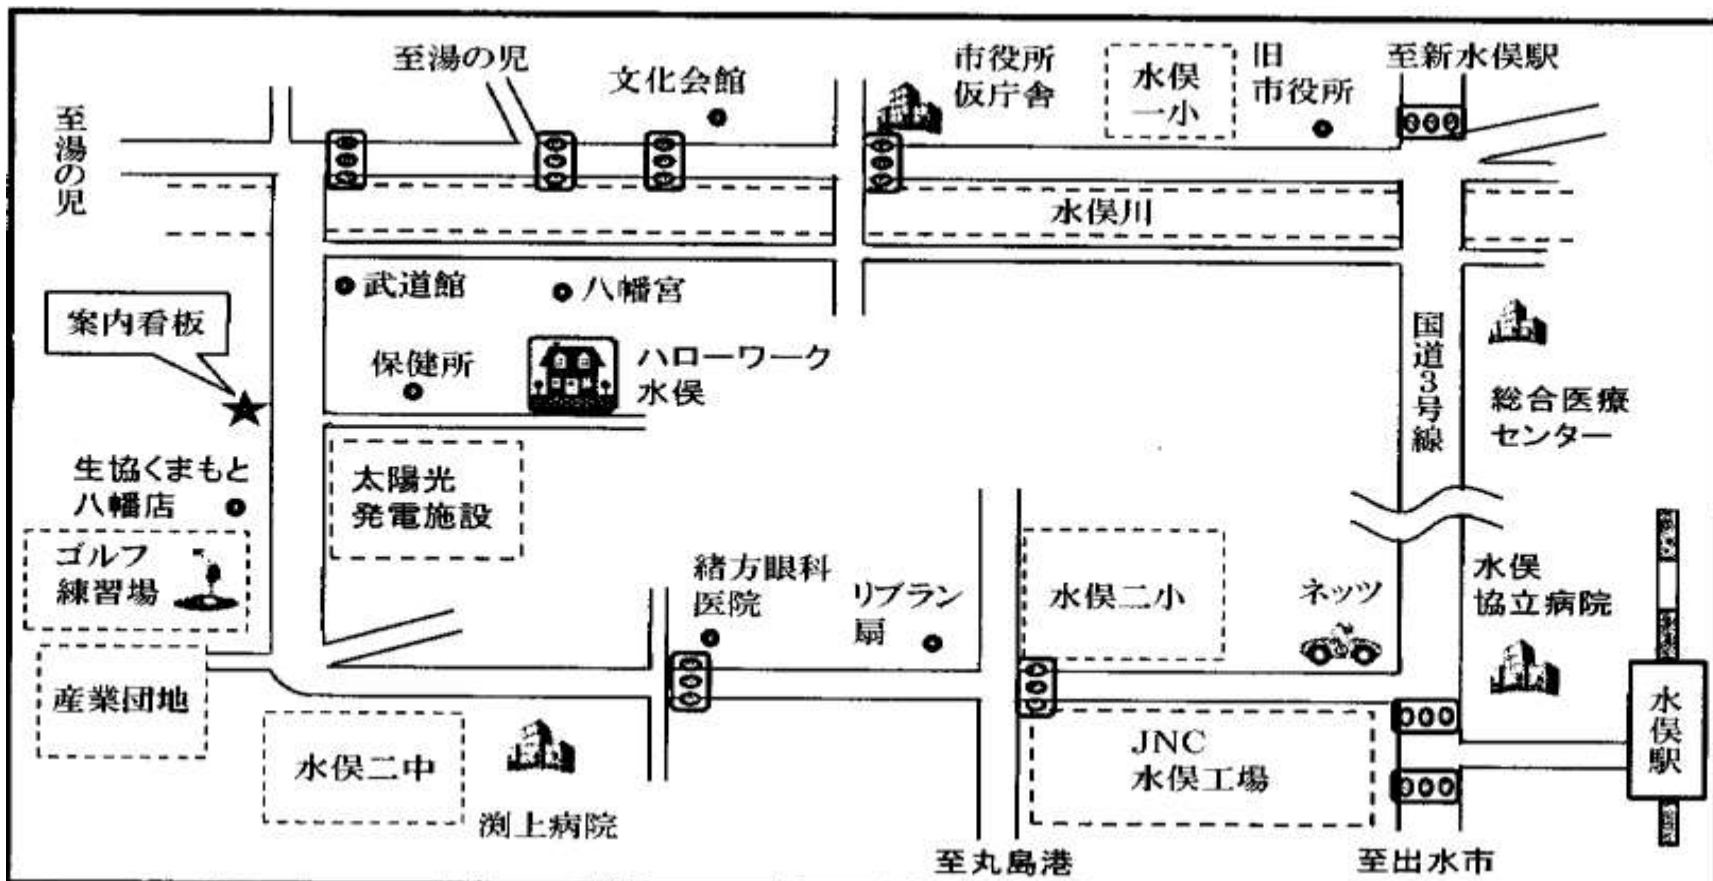 至湯の児
至湯の児
文化会館
市役所
仮庁舎
水俣
一小
旧
市役所
至新水俣駅
水俣川
武道館
八幡宮
案内看板
保健所
ハローワーク
水俣
国道3号線
総合医療
センター
生協くまもと
八幡店
太陽光
発電施設
ゴルフ
練習場
緒方眼科
医院
リブラン
扇
水俣二小
ネッツ
水俣
協立病院
産業団地
水俣二中
渕上病院
JNC
水俣工場
水俣駅
至丸島港
至出水市